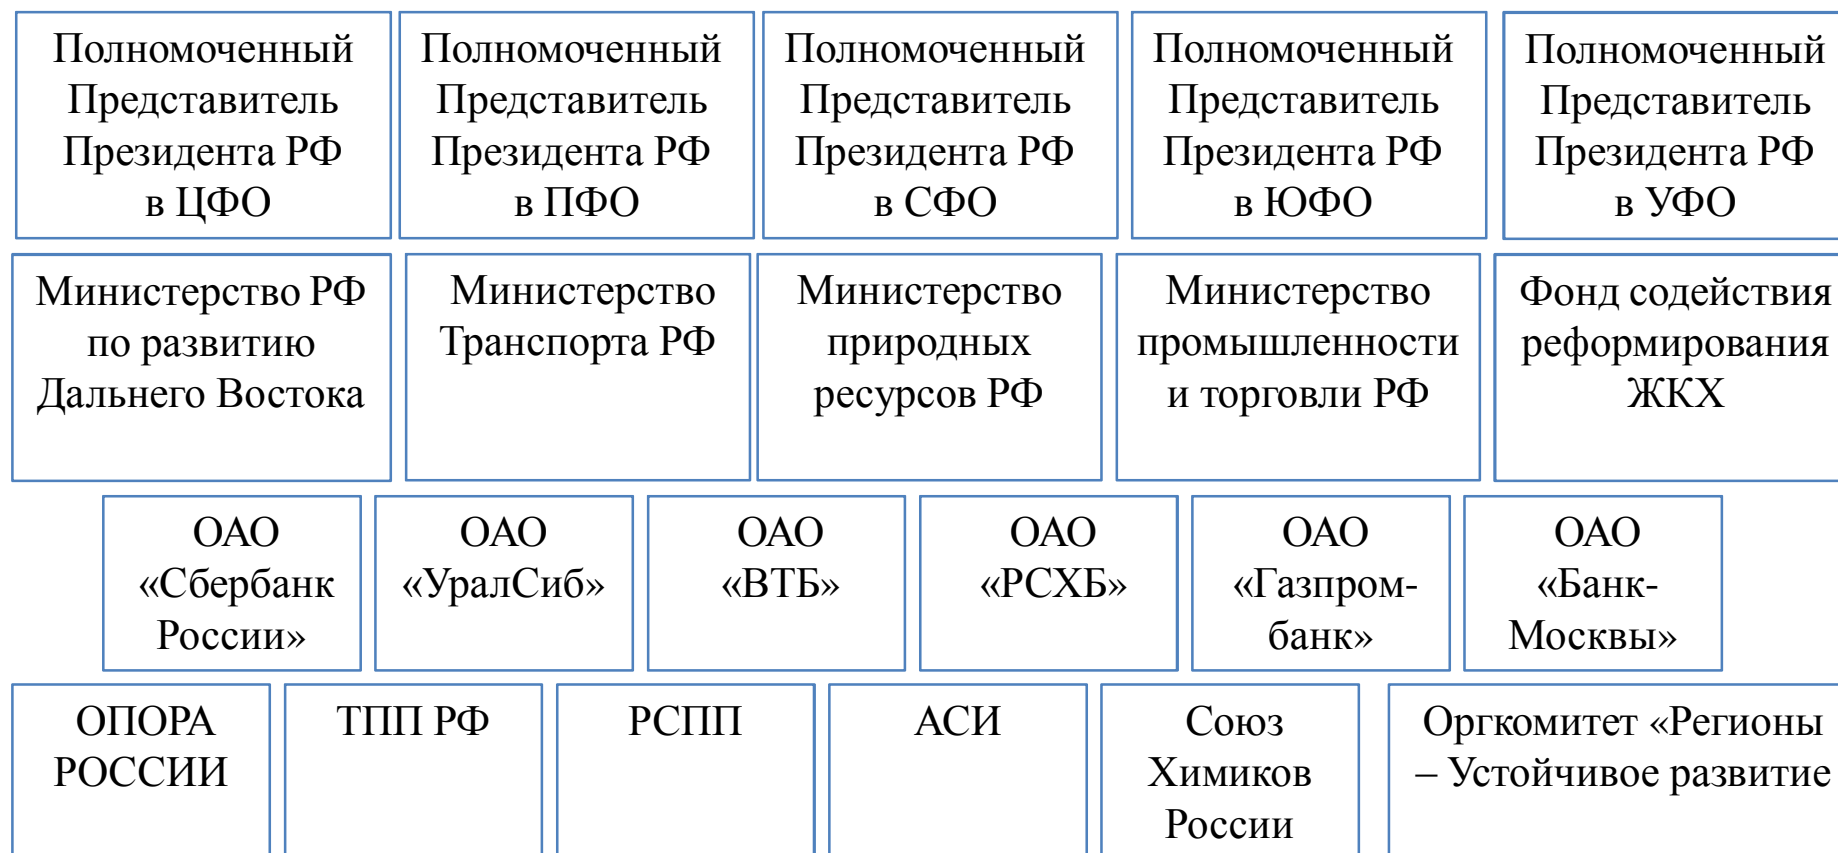 Полномоченный
Представитель
Президента РФ
в ЦФО
Полномоченный
Представитель
Президента РФ
в ПФО
Полномоченный
Представитель
Президента РФ
в СФО
Полномоченный
Представитель
Президента РФ
в ЮФО
Полномоченный
Представитель
Президента РФ
в УФО
Министерство РФ
по развитию
Дальнего Востока
Министерство
Транспорта РФ
Министерство
природных
ресурсов РФ
Министерство
промышленности
и торговли РФ
Фонд содействия
реформирования
ЖКХ
ОАО
«Сбербанк
России»
ОАО
«УралСиб»
ОАО
«ВТБ»
ОАО
«РСХБ»
ОАО
«Газпром-
банк»
ОАО
«Банк-
Москвы»
ОПОРА
РОССИИ
ТПП РФ
РСПП
АСИ
Союз
Химиков
России
Оргкомитет «Регионы
– Устойчивое развитие